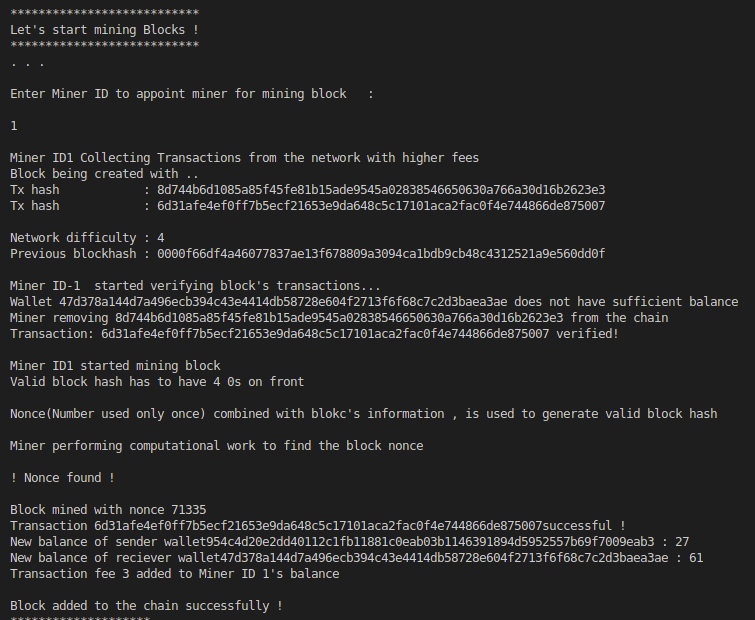 ***************************
Let's start mining Blocks !
***************************
. . .
Enter Miner ID to appoint miner for mining block   :
1
Miner ID1 Collecting Transactions from the network with higher fees
Block being created with ..
Tx hash            : 8d744b6d1085a85f45fe81b15ade9545a02838546650630a766a30d16b2623e3
Tx hash            : 6d31afe4ef0ff7b5ecf21653e9da648c5c17101aca2fac0f4e744866de875007
Network difficulty : 4
Previous blockhash : 0000f66df4a46077837ae13f678809a3094ca1bdb9cb48c4312521a9e560dd0f
Miner ID-1  started verifying block's transactions...
Wallet 47d378a144d7a496ecb394c43e4414db58728e604f2713f6f68c7c2d3baea3ae does not have sufficient balance
Miner removing 8d744b6d1085a85f45fe81b15ade9545a02838546650630a766a30d16b2623e3 from the chain
Transaction: 6d31afe4ef0ff7b5ecf21653e9da648c5c17101aca2fac0f4e744866de875007 verified!
Miner ID1 started mining block
Valid block hash has to have 4 0s on front
Nonce(Number used only once) combined with blokc's information , is used to generate valid block hash
Miner performing computational work to find the block nonce
! Nonce found !
Block mined with nonce 71335
Transaction 6d31afe4ef0ff7b5ecf21653e9da648c5c17101aca2fac0f4e744866de875007successful !
New balance of sender wallet954c4d20e2dd40112c1fb11881c0eab03b1146391894d5952557b69f7009eab3 : 27
New balance of reciever wallet47d378a144d7a496ecb394c43e4414db58728e604f2713f6f68c7c2d3baea3ae : 61
Transaction fee 3 added to Miner ID 1's balance
Block added to the chain successfully !
********************